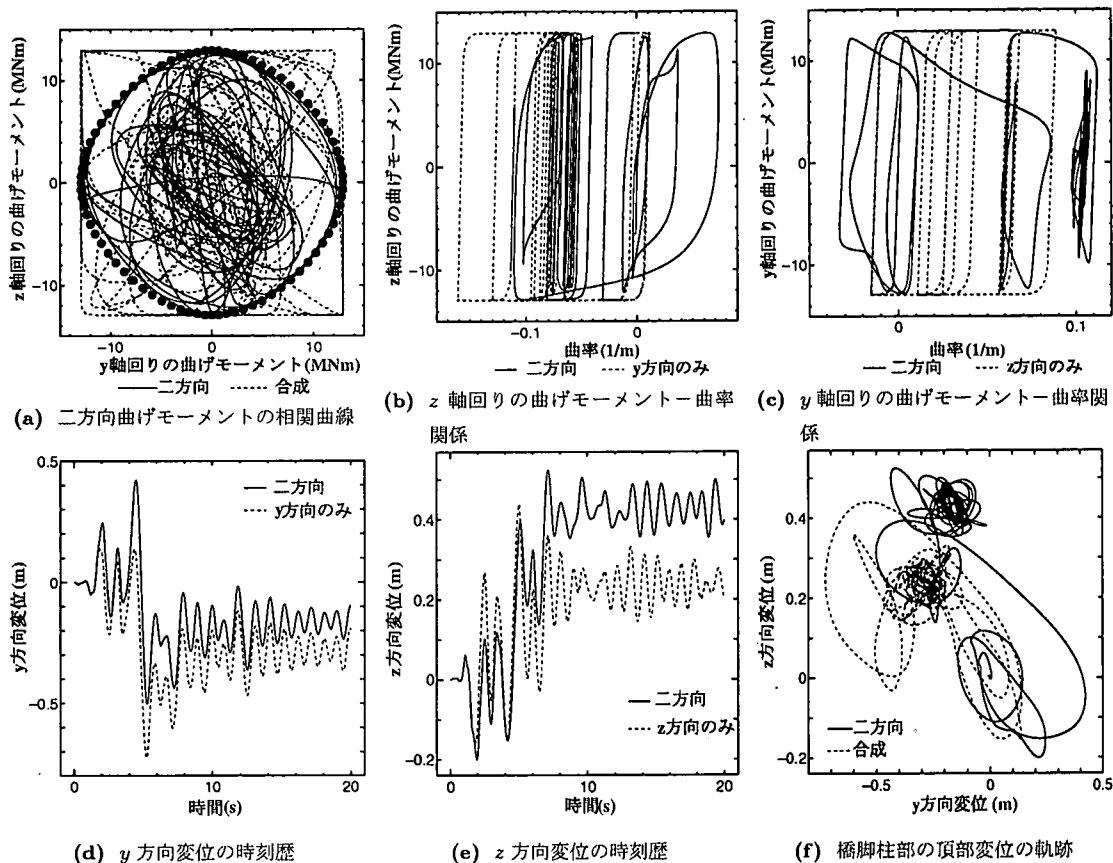 z 軸回りの曲げモーメント(MNm)
10
0
−10
−10
0
10
y 軸回りの曲げモーメント(MNm)
二方向
合成
(a) 二方向曲げモーメントの相関曲線
z 軸回りの曲げモーメント(MNm)
10
0
−10
−0.1
0
曲率(1/m)
二方向
y方向のみ
(b) z 軸回りの曲げモーメント－曲率
関係
y軸回りの曲げモーメント(MNm)
10
0
−10
0
0.1
曲率(1/m)
二方向
z方向のみ
(c) y 軸回りの曲げモーメント－曲率関
係
0.5
二方向
y方向のみ
y方向変位(m)
0
−0.5
0
10
20
時間(s)
(d) y 方向変位の時刻歴
0.4
z方向変位(m)
0.2
0
二方向
z方向のみ
−0.2
0
10
20
時間(s)
(e) z 方向変位の時刻歴
0.4
z方向変位(m)
0.2
0
二方向
合成
−0.2
−0.5
0
0.5
y方向変位 (m)
(f) 橋脚柱部の頂部変位の軌跡